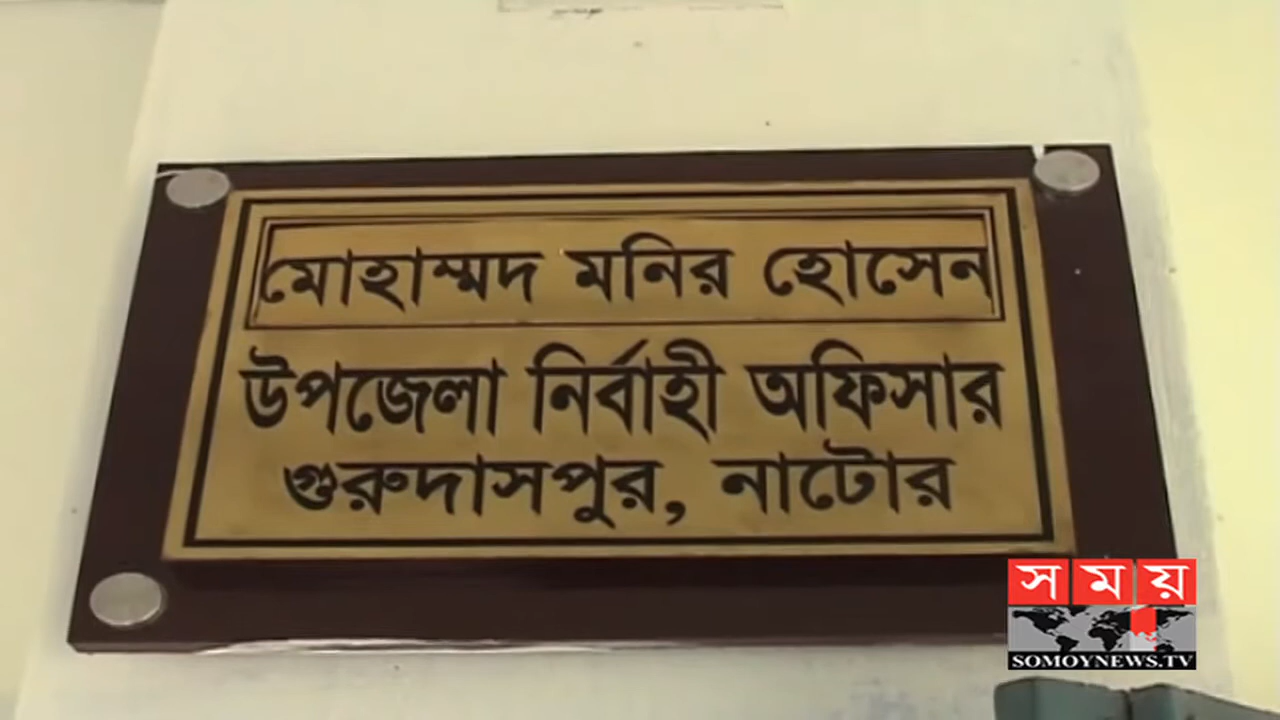 মোহাম্মদ মনির হোসেন
উপজেলা নির্বাহী অফিসার
গুরুদাসপুর, নাটোর
সময়
SOMOYNEWS.TV